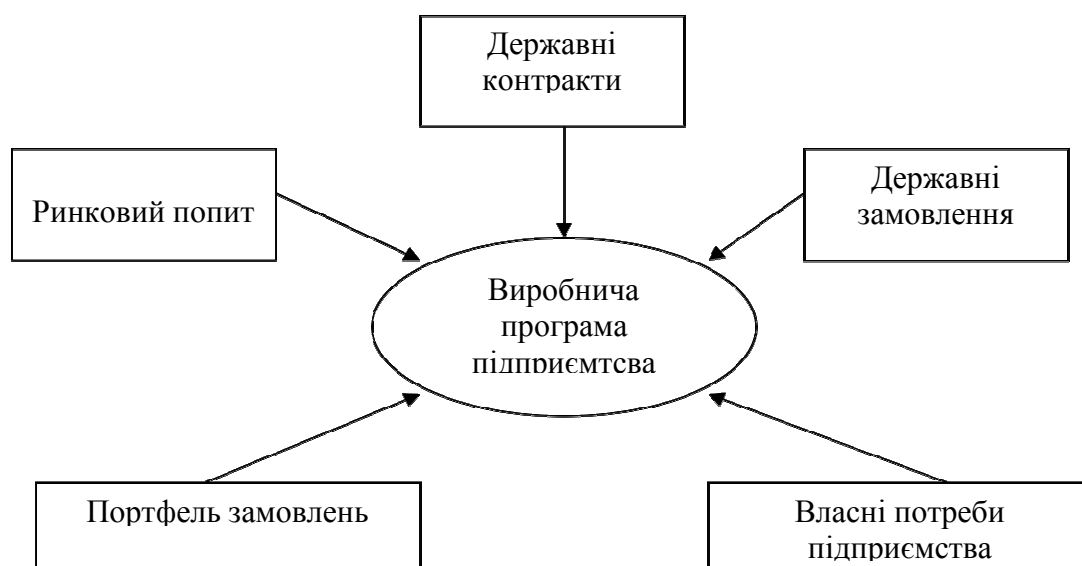 Державні
контракти
Ринковий попит
Державні
замовлення
Виробнича
програма
підприємтсва
Портфель замовлень
Власні потреби
підприємства